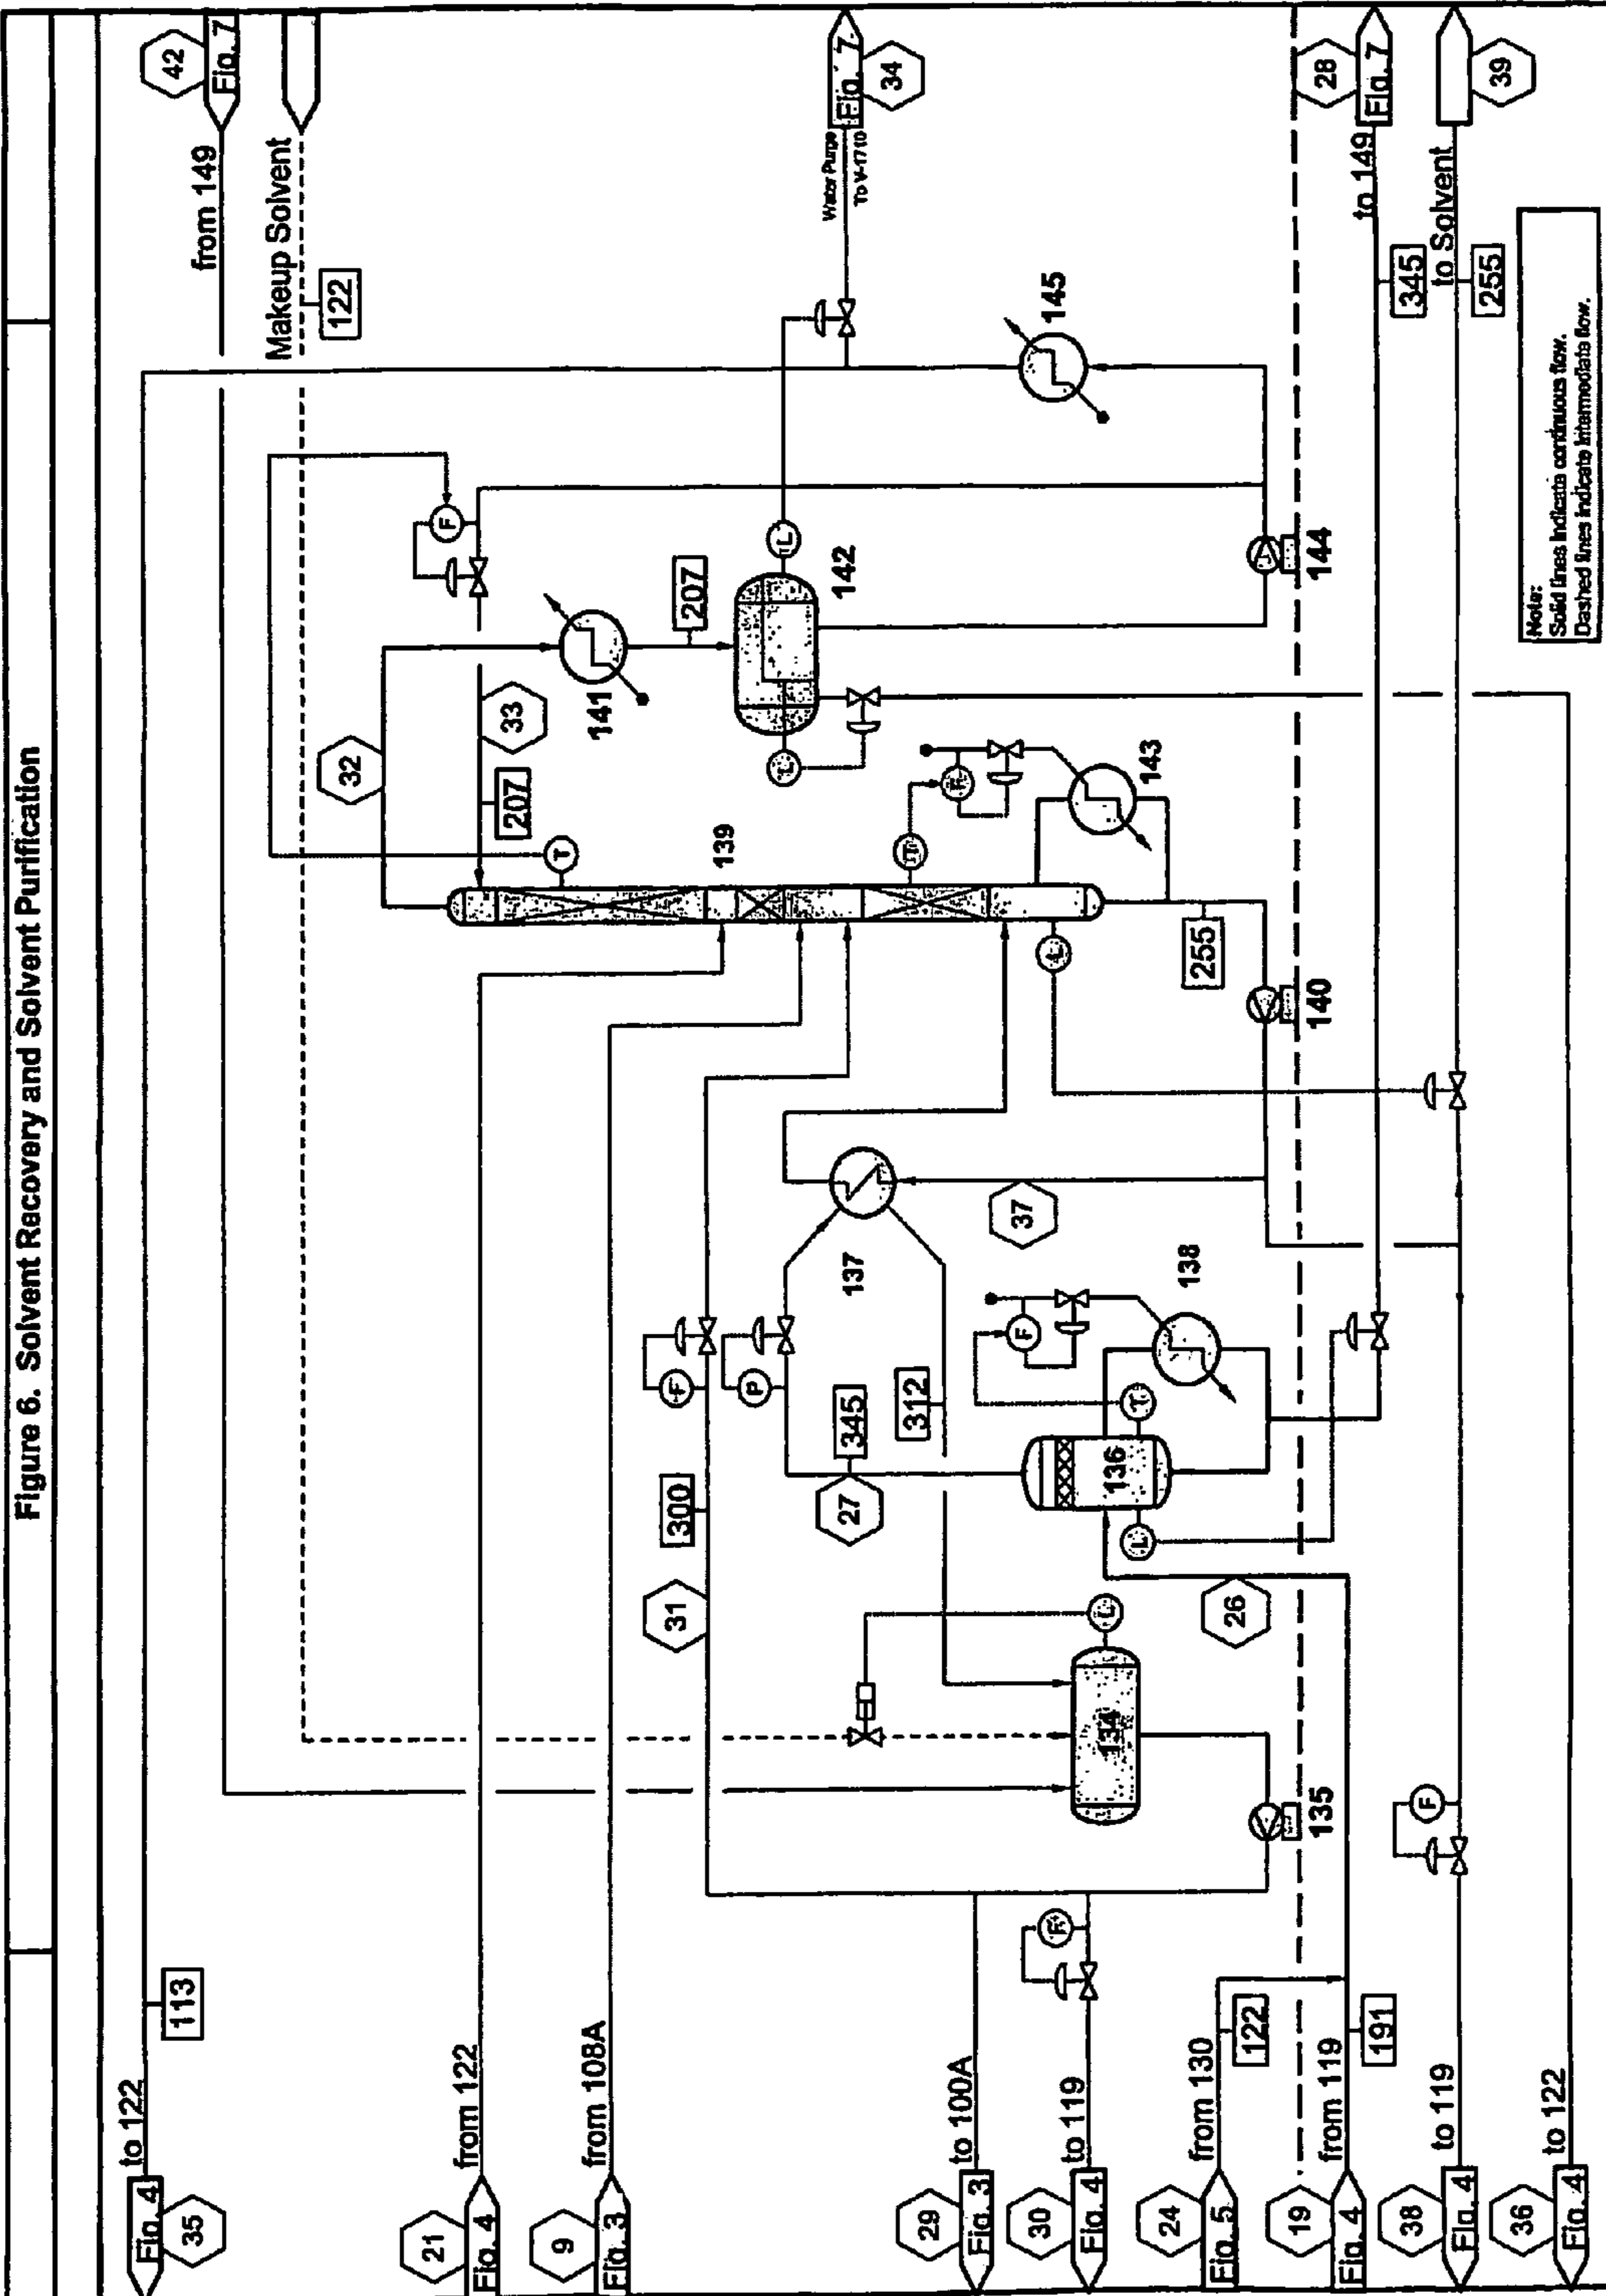 Figure 6. Solvent Recovery and Solvent Purification
42
Fig. 7
from 149
Makeup Solvent
122
to 122
Fig. 4
35
113
from 122
21
Fig. 4
from 108A
9
Fig. 3
32
33
207
141
207
142
139
F
T
L
L
Water Purge
To V-1710
Fig. 7
34
145
143
T
L
255
140
144
300
31
F
P
137
345
27
312
37
138
F
T
136
L
26
L
134
135
to 100A
29
Fig. 3
F
to 119
30
Fig. 4
from 130
24
Fig. 5
122
from 119
19
Fig. 4
191
to 119
38
Fig. 4
F
to 122
36
Fig. 4
28
Fig. 7
to 149
345
39
to Solvent
255
Note:
Solid lines indicate continuous flow.
Dashed lines indicate intermediate flow.